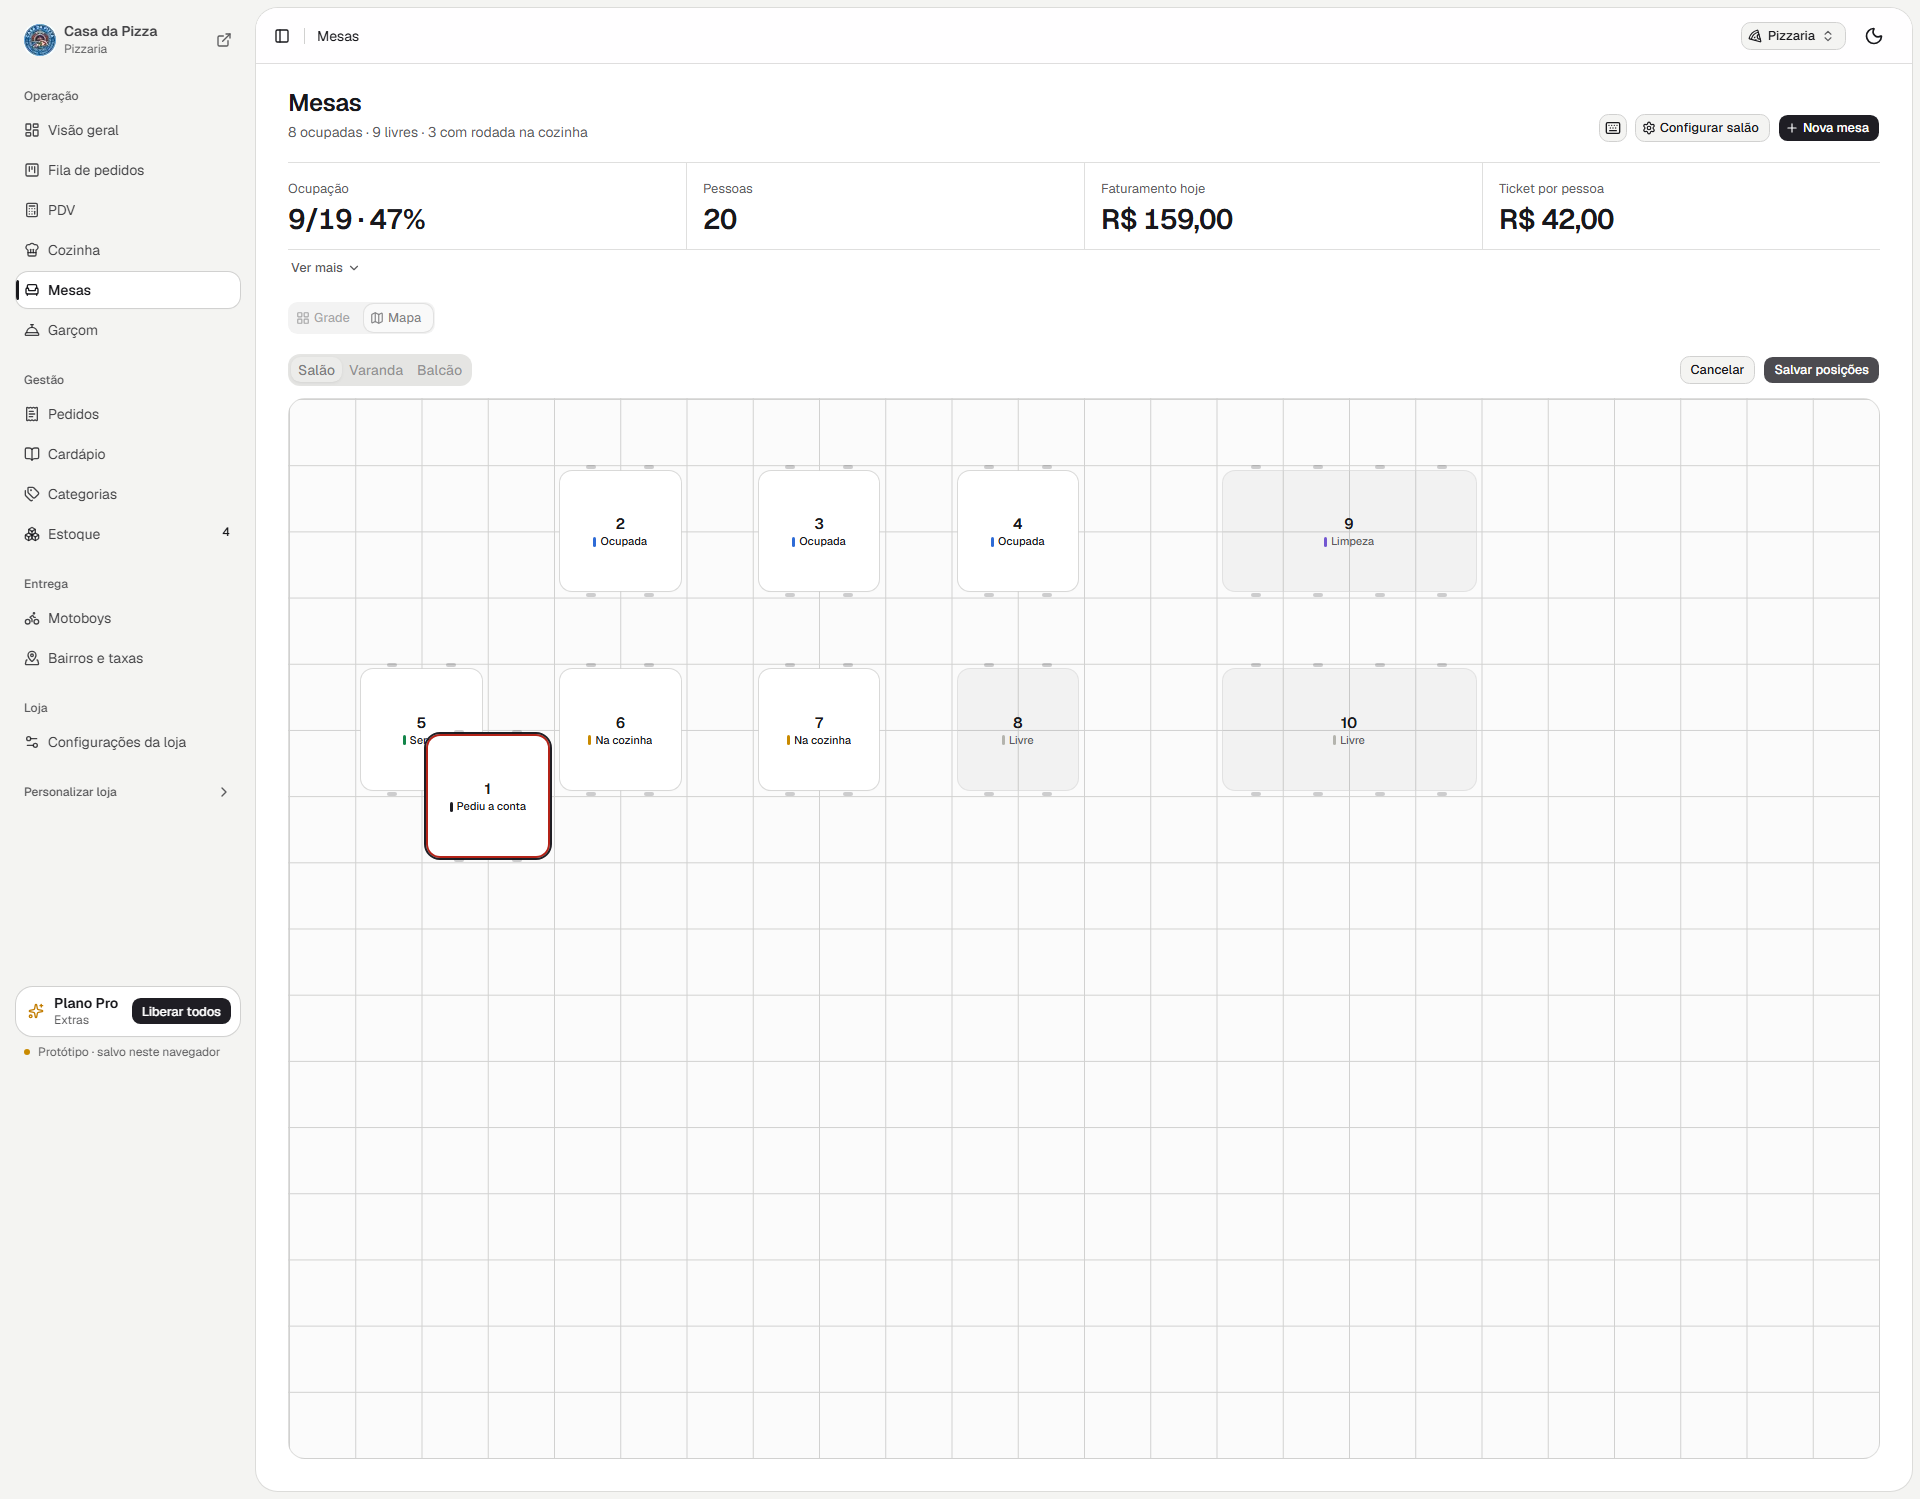 Casa da Pizza
Pizzaria
Operação
Visão geral
Fila de pedidos
PDV
Cozinha
Mesas
Garçom
Gestão
Pedidos
Cardápio
Categorias
Estoque 4
Entrega
Motoboys
Bairros e taxas
Loja
Configurações da loja
Personalizar loja
Plano Pro
Extras
Liberar todos
Protótipo · salvo neste navegador
Mesas
Pizzaria
Mesas
8 ocupadas · 9 livres · 3 com rodada na cozinha
Configurar salão
+ Nova mesa
Ocupação
9/19 · 47%
Pessoas
20
Faturamento hoje
R$ 159,00
Ticket por pessoa
R$ 42,00
Ver mais
Grade Mapa
Salão Varanda Balcão
Cancelar Salvar posições
2
Ocupada
3
Ocupada
4
Ocupada
9
Limpeza
5
Ser
6
Na cozinha
7
Na cozinha
8
Livre
10
Livre
1
Pediu a conta